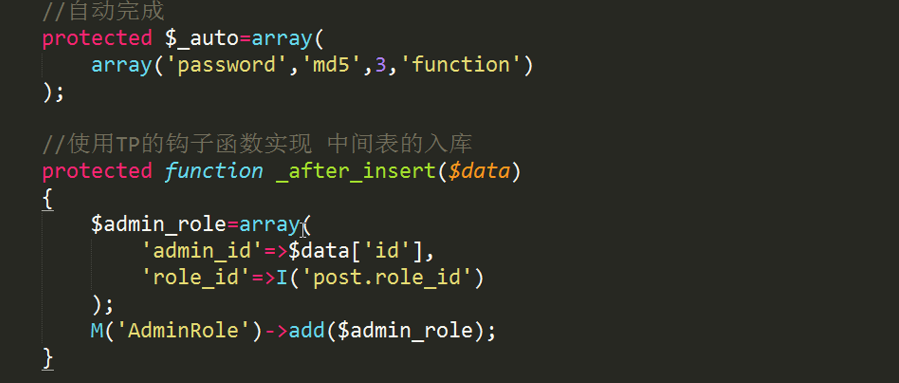 //自动完成
protected $_auto=array(
array('password','md5',3,'function')
);
//使用TP的钩子函数实现 中间表的入库
protected function _after_insert($data)
{
$admin_role=array(
'admin_id'=>$data['id'],
'role_id'=>I('post.role_id')
);
M('AdminRole')->add($admin_role);
}